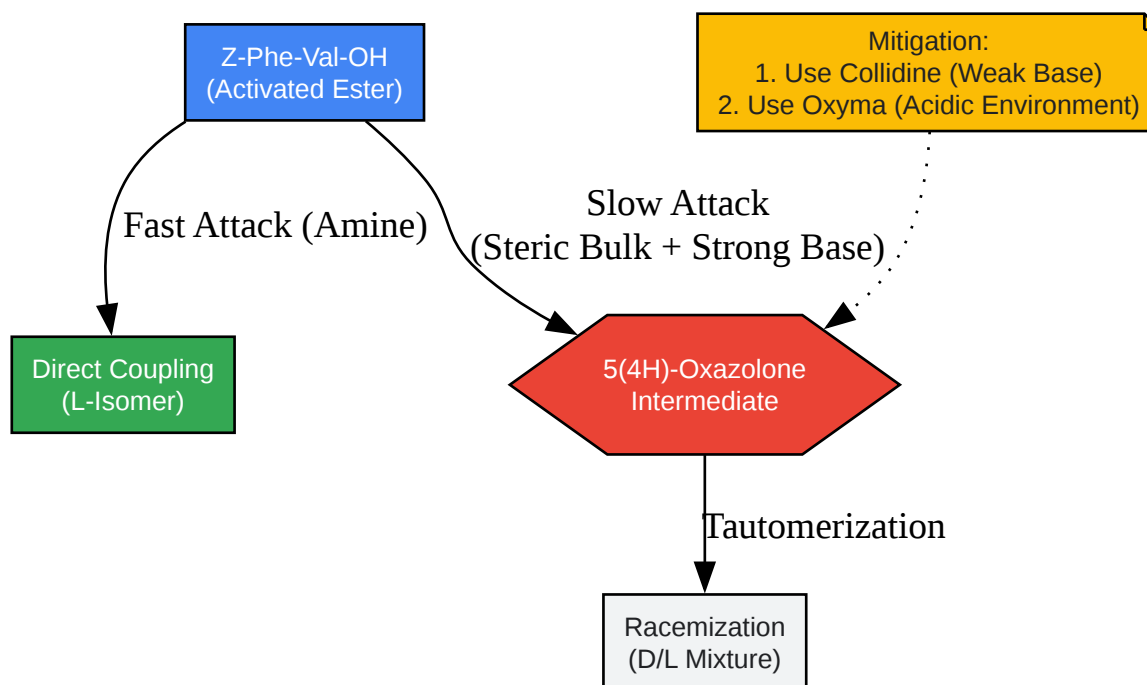 Z-Phe-Val-OH
(Activated Ester)
Mitigation:
1. Use Collidine (Weak Base)
2. Use Oxyma (Acidic Environment)
Fast Attack (Amine)
Slow Attack
(Steric Bulk + Strong Base)
Direct Coupling
(L-Isomer)
5(4H)-Oxazolone
Intermediate
Tautomerization
Racemization
(D/L Mixture)